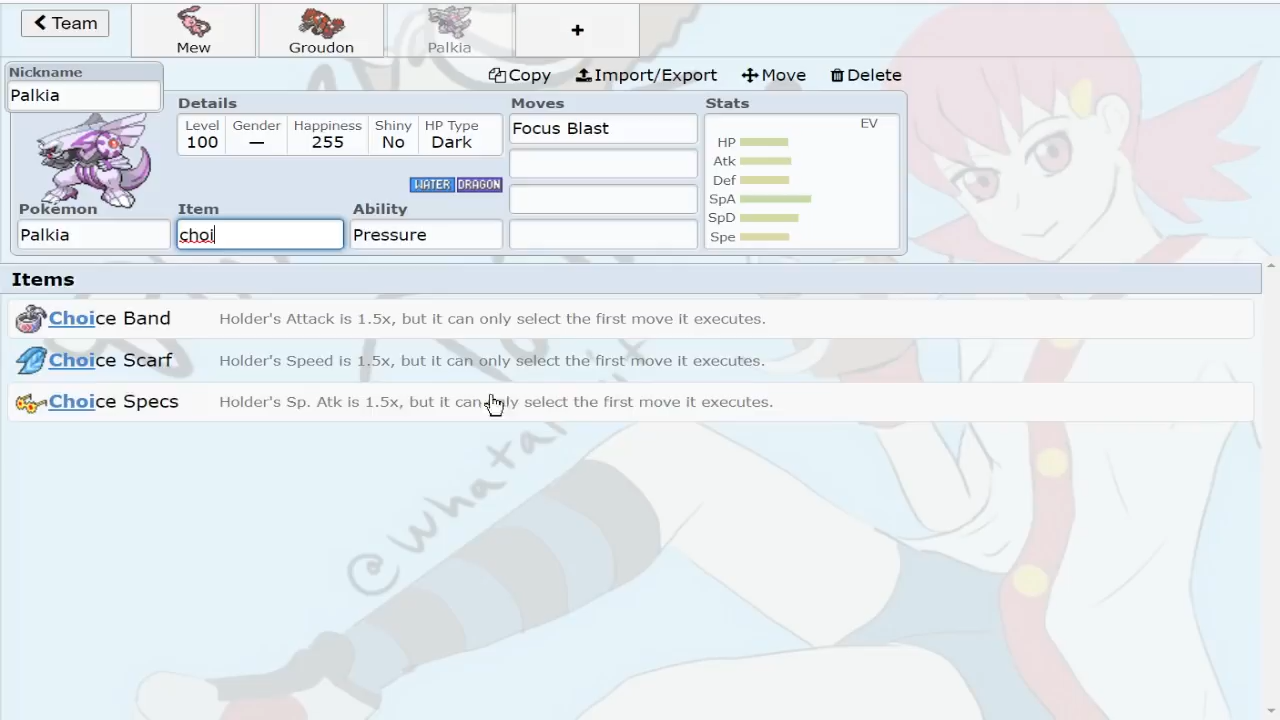 Team
Mew
Groudon
Palkia
+
Nickname
Palkia
Copy
Import/Export
Move
Delete
Details
Level
100
Gender
—
Happiness
255
Shiny
No
HP Type
Dark
WATER
DRAGON
Pokémon
Palkia
Item
choi
Ability
Pressure
Moves
Focus Blast
Stats
EV
HP
Atk
Def
SpA
SpD
Spe
Items
Choice Band Holder's Attack is 1.5x, but it can only select the first move it executes.
Choice Scarf Holder's Speed is 1.5x, but it can only select the first move it executes.
Choice Specs Holder's Sp. Atk is 1.5x, but it can only select the first move it executes.